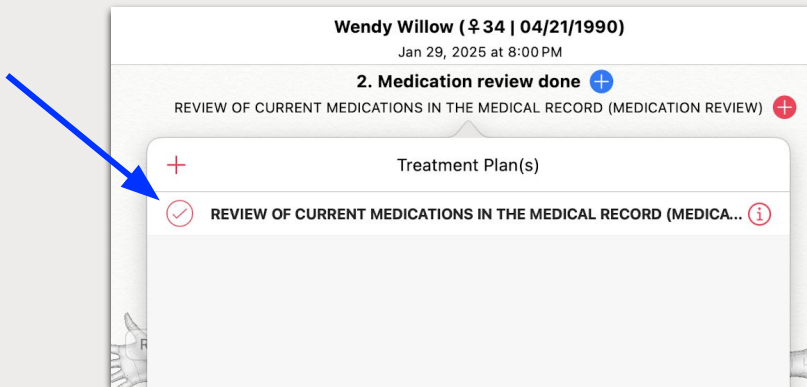 Wendy Willow (♀34 | 04/21/1990)
Jan 29, 2025 at 8:00 PM
2. Medication review done
REVIEW OF CURRENT MEDICATIONS IN THE MEDICAL RECORD (MEDICATION REVIEW)
Treatment Plan(s)
REVIEW OF CURRENT MEDICATIONS IN THE MEDICAL RECORD (MEDICA...
R